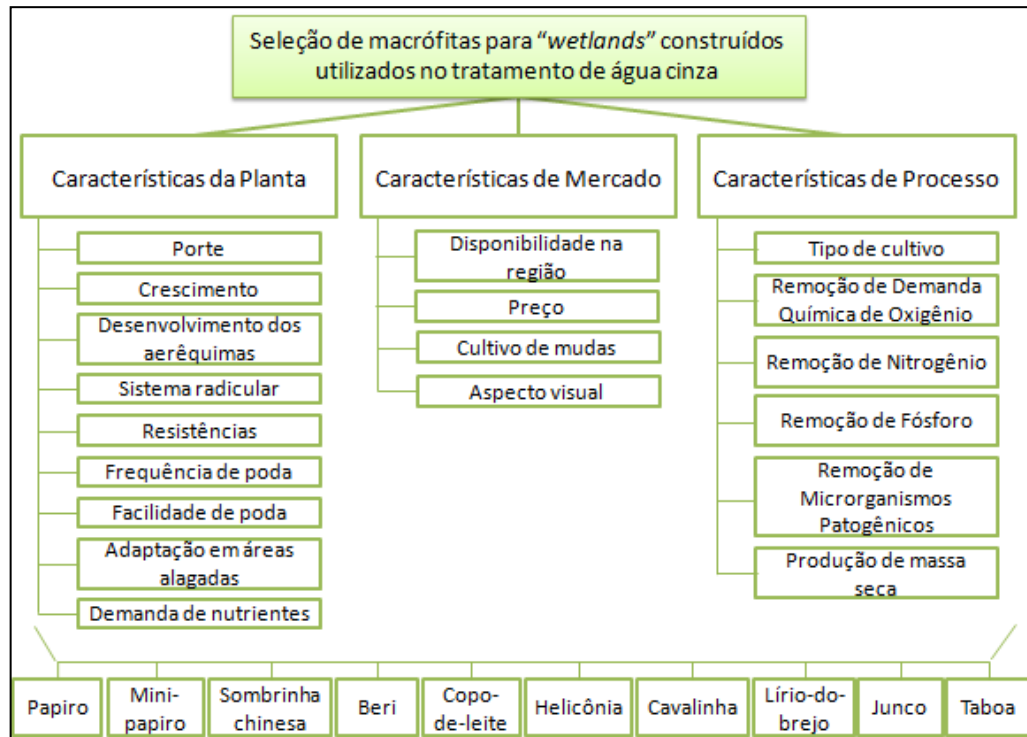 Seleção de macrófitas para “wetlands” construídos
utilizados no tratamento de água cinza
Características da Planta
Porte
Crescimento
Desenvolvimento dos
aerêquimas
Sistema radicular
Resistências
Frequência de poda
Facilidade de poda
Adaptação em áreas
alagadas
Demanda de nutrientes
Características de Mercado
Disponibilidade na
região
Preço
Cultivo de mudas
Aspecto visual
Características de Processo
Tipo de cultivo
Remoção de Demanda
Química de Oxigênio
Remoção de Nitrogênio
Remoção de Fósforo
Remoção de
Microrganismos
Patogênicos
Produção de massa
seca
Papiro
Mini-
papiro
Sombrinha
chinesa
Beri
Copo-
de-leite
Helicônia
Cavalinha
Lírio-do-
brejo
Junco
Taboa